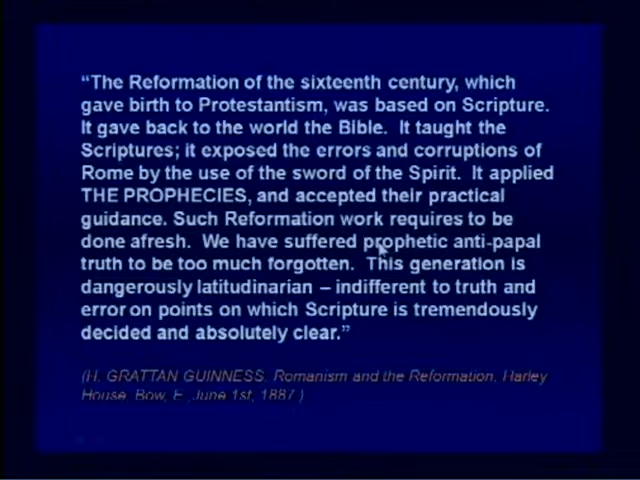 “The Reformation of the sixteenth century, which
gave birth to Protestantism, was based on Scripture.
It gave back to the world the Bible.  It taught the
Scriptures; it exposed the errors and corruptions of
Rome by the use of the sword of the Spirit.  It applied
THE PROPHECIES, and accepted their practical
guidance. Such Reformation work requires to be
done afresh.  We have suffered prophetic anti-papal
truth to be too much forgotten.  This generation is
dangerously latitudinarian – indifferent to truth and
error on points on which Scripture is tremendously
decided and absolutely clear.”
(H. GRATTAN GUINNESS, Romanism and the Reformation, Harley
House, Bow, E., June 1st, 1887.)